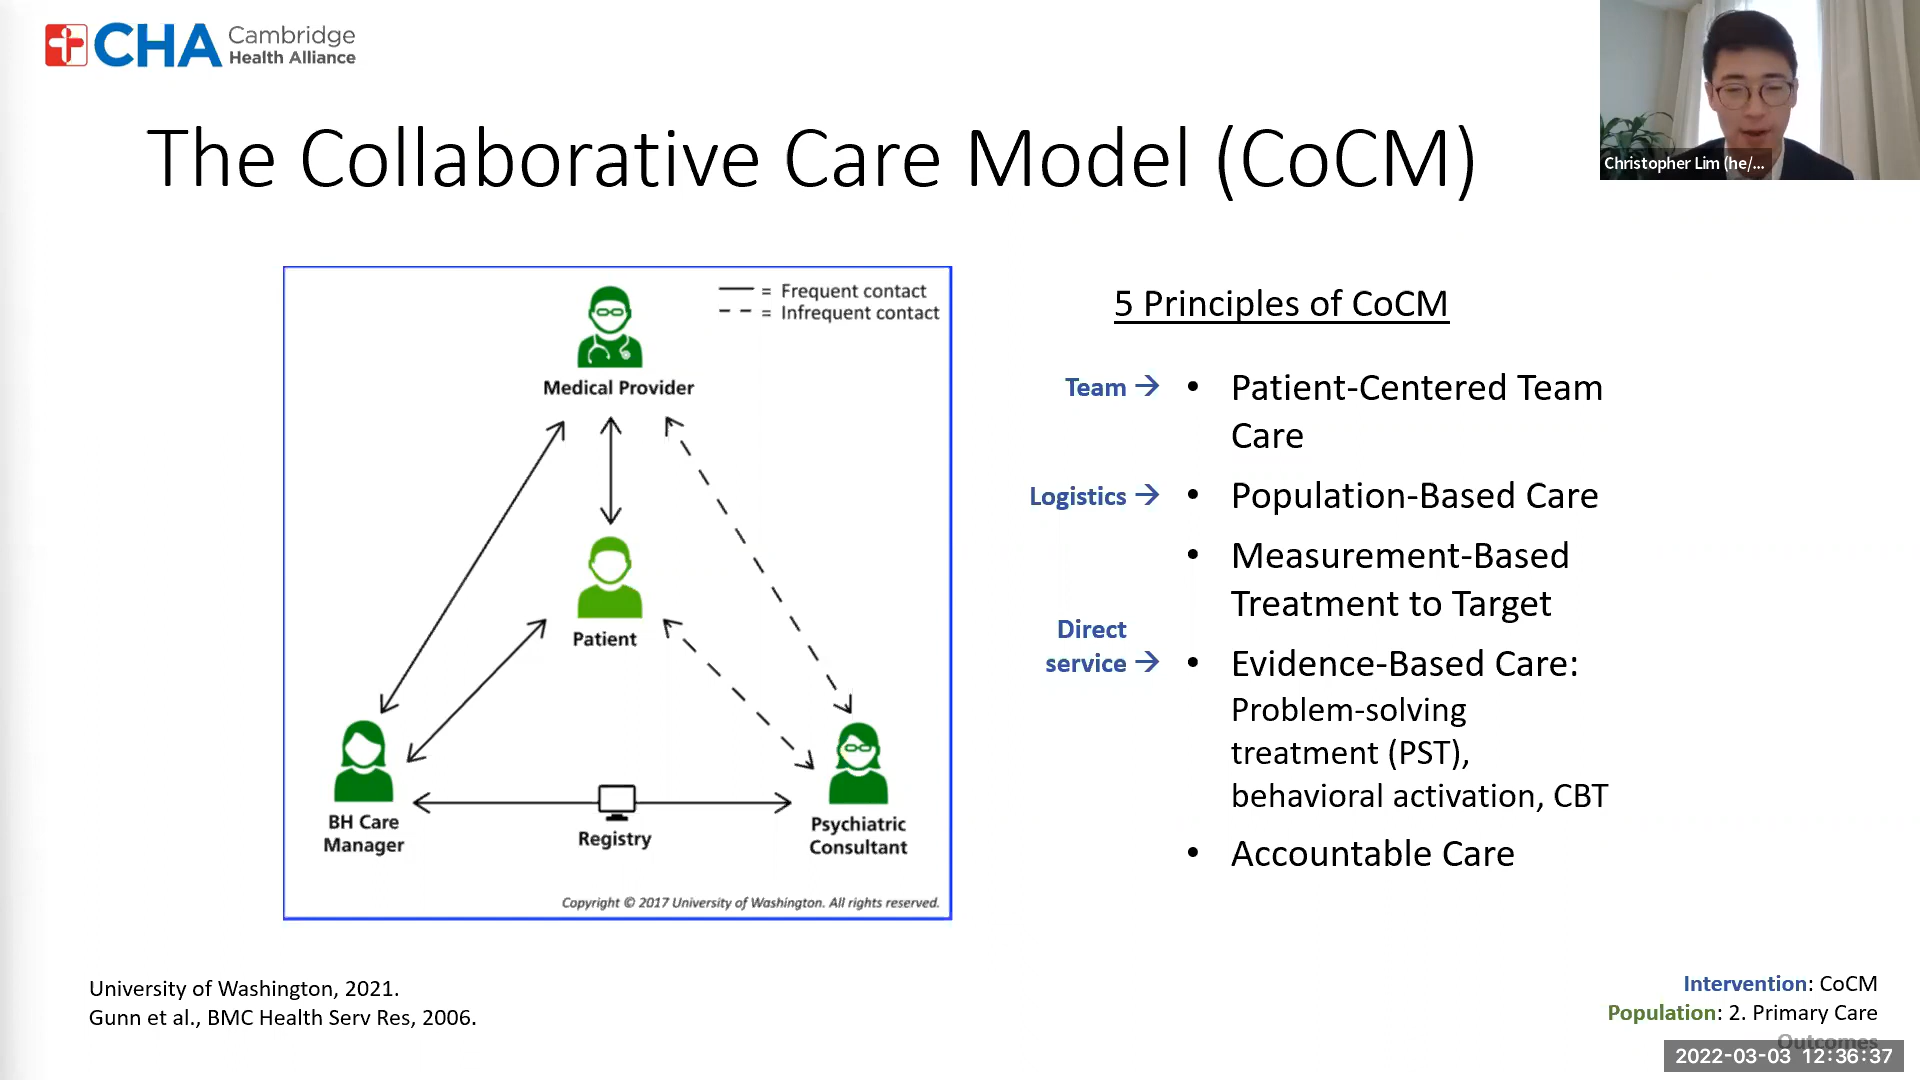 CHA Cambridge
Health Alliance
Christopher Lim (he/...
The Collaborative Care Model (CoCM)
= Frequent contact
= Infrequent contact
Medical Provider
Patient
BH Care
Manager
Registry
Psychiatric
Consultant
Copyright © 2017 University of Washington. All rights reserved.
5 Principles of CoCM
Team → • Patient-Centered Team
Care
Logistics → • Population-Based Care
• Measurement-Based
Treatment to Target
Direct
service → • Evidence-Based Care:
Problem-solving
treatment (PST),
behavioral activation, CBT
• Accountable Care
University of Washington, 2021.
Gunn et al., BMC Health Serv Res, 2006.
Intervention: CoCM
Population: 2. Primary Care
Outcomes
2022-03-03 12:36:37